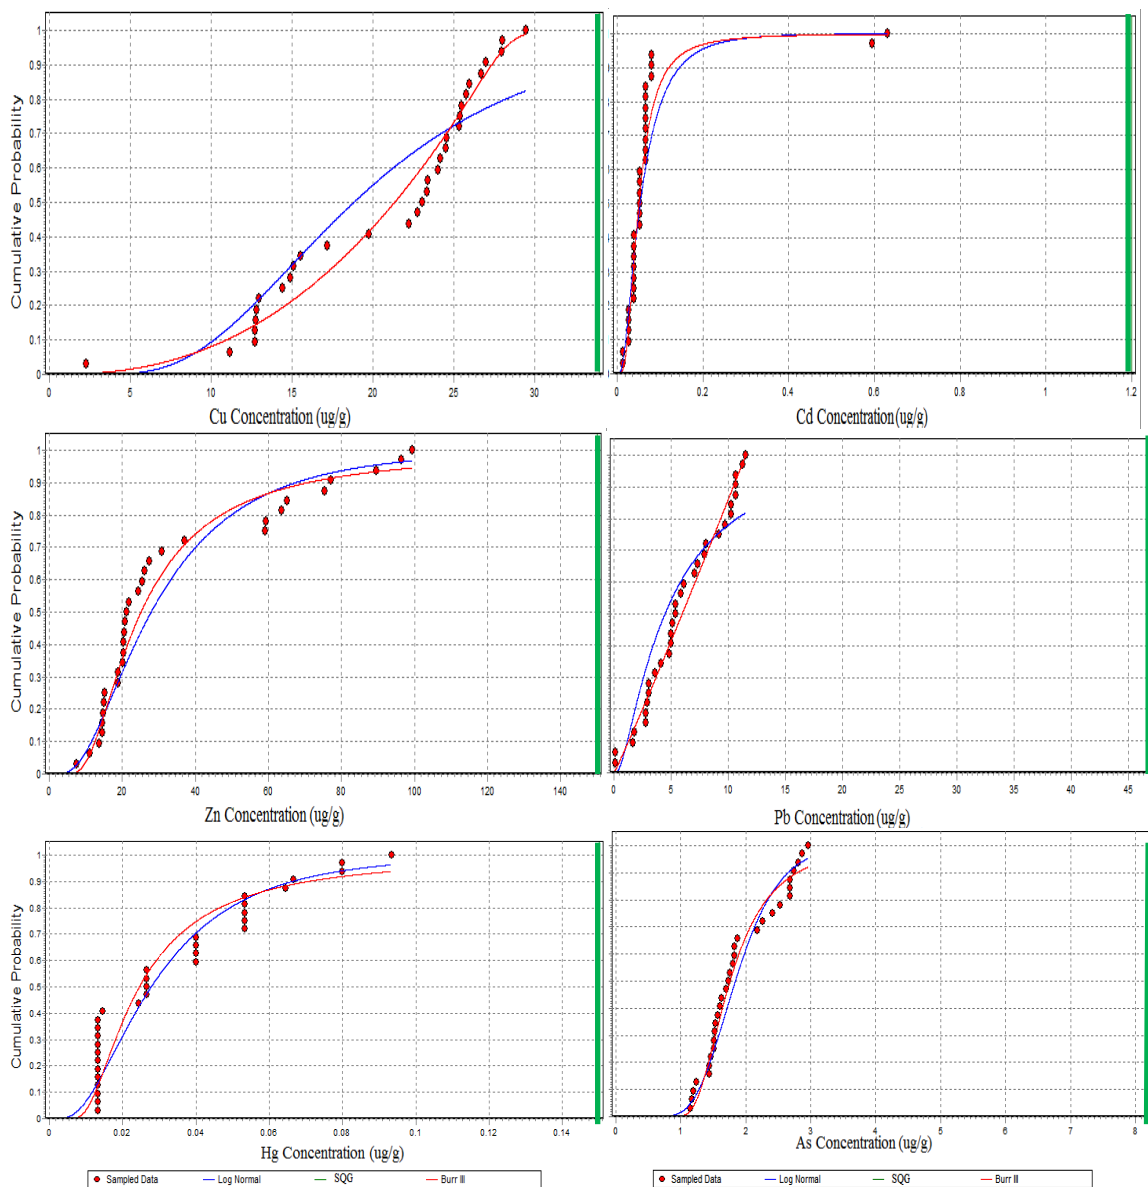 1
0.9
0.8
0.7
0.6
0.5
0.4
0.3
0.2
0.1
0
Cumulative Probability
0 5 10 15 20 25 30
Cu Concentration (ug/g)
0 0.2 0.4 0.6 0.8 1 1.2
Cd Concentration (ug/g)
1
0.9
0.8
0.7
0.6
0.5
0.4
0.3
0.2
0.1
0
Cumulative Probability
0 20 40 60 80 100 120 140
Zn Concentration (ug/g)
0 5 10 15 20 25 30 35 40 45
Pb Concentration (ug/g)
1
0.9
0.8
0.7
0.6
0.5
0.4
0.3
0.2
0.1
0
Cumulative Probability
0 0.02 0.04 0.06 0.08 0.1 0.12 0.14
Hg Concentration (ug/g)
0 1 2 3 4 5 6 7 8
As Concentration (ug/g)
Sampled Data Log Normal SQG Burr III
Sampled Data Log Normal SQG Burr III